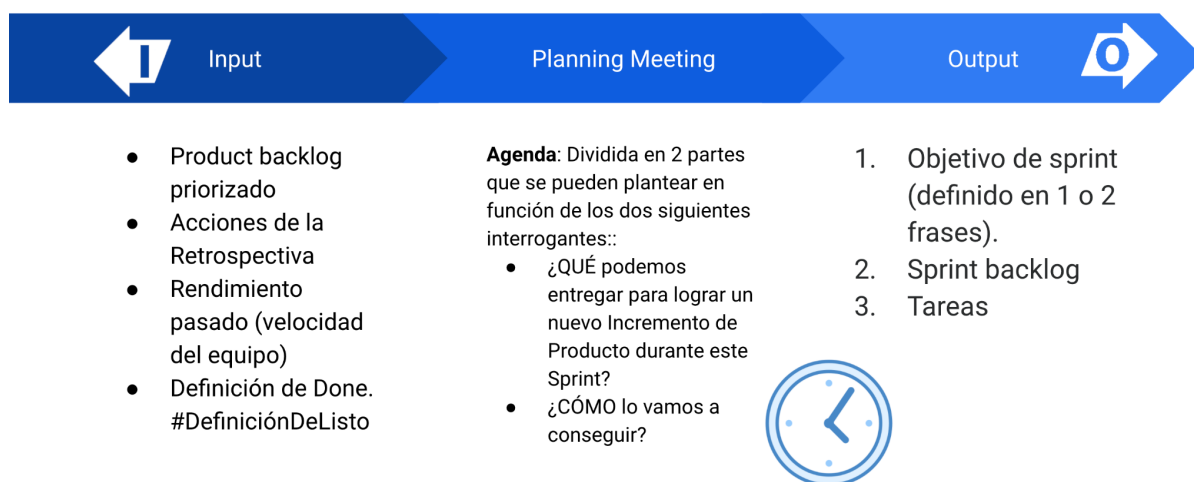 I
Input
Planning Meeting
Output
O
● Product backlog
priorizado
● Acciones de la
Retrospectiva
● Rendimiento
pasado (velocidad
del equipo)
● Definición de Done.
#DefiniciónDeListo
Agenda: Dividida en 2 partes
que se pueden plantear en
función de los dos siguientes
interrogantes::
● ¿QUÉ podemos
entregar para lograr un
nuevo Incremento de
Producto durante este
Sprint?
● ¿CÓMO lo vamos a
conseguir?
1. Objetivo de sprint
(definido en 1 o 2
frases).
2. Sprint backlog
3. Tareas